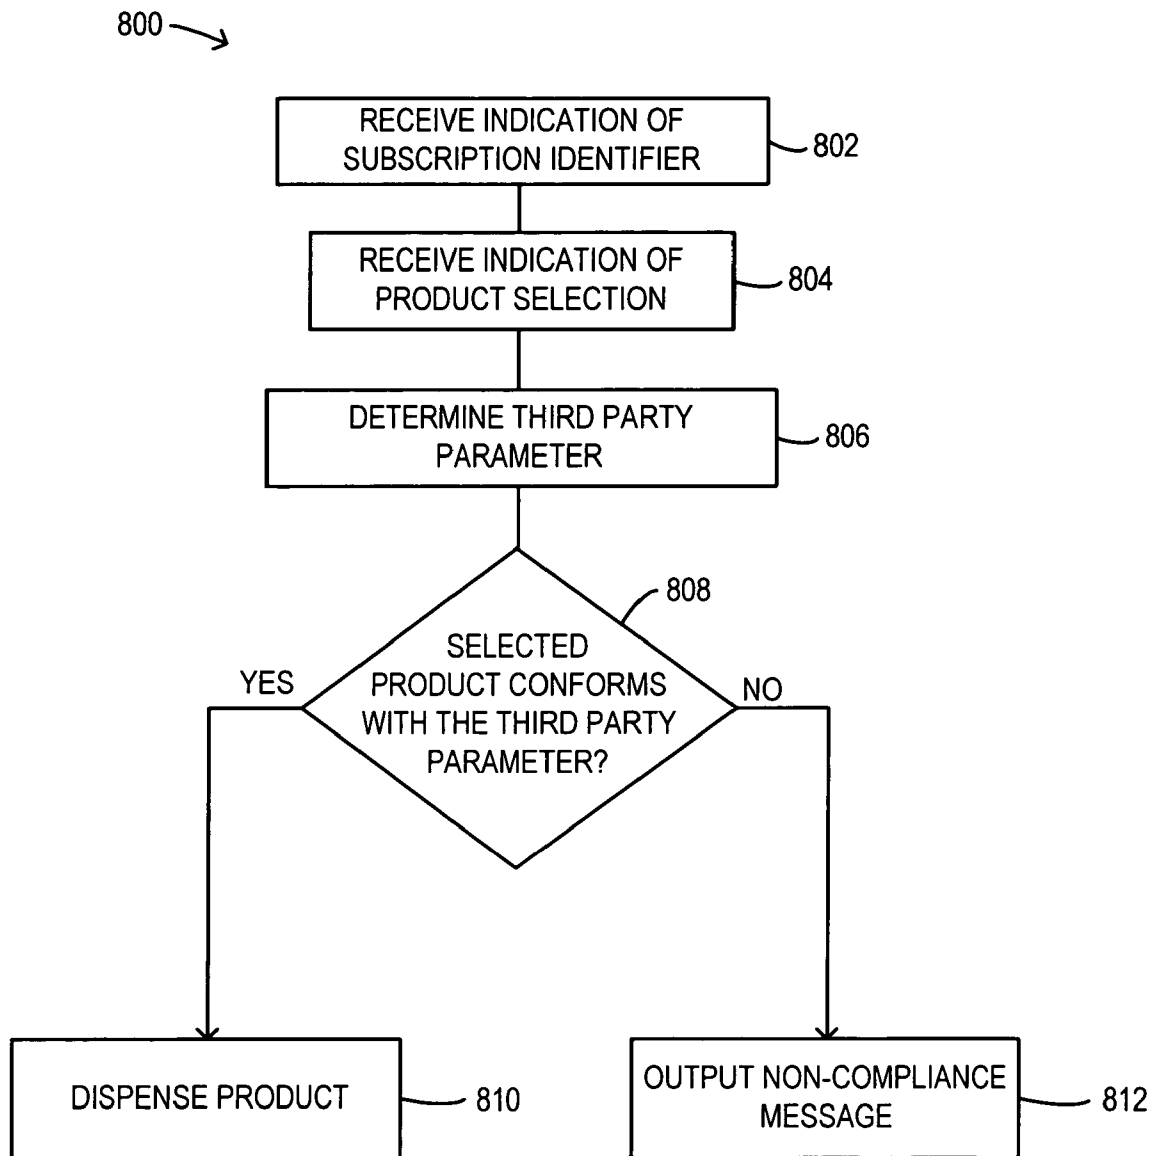 800
RECEIVE INDICATION OF
SUBSCRIPTION IDENTIFIER
802
RECEIVE INDICATION OF
PRODUCT SELECTION
804
DETERMINE THIRD PARTY
PARAMETER
806
808
SELECTED
PRODUCT CONFORMS
WITH THE THIRD PARTY
PARAMETER?
YES
NO
DISPENSE PRODUCT
810
OUTPUT NON-COMPLIANCE
MESSAGE
812